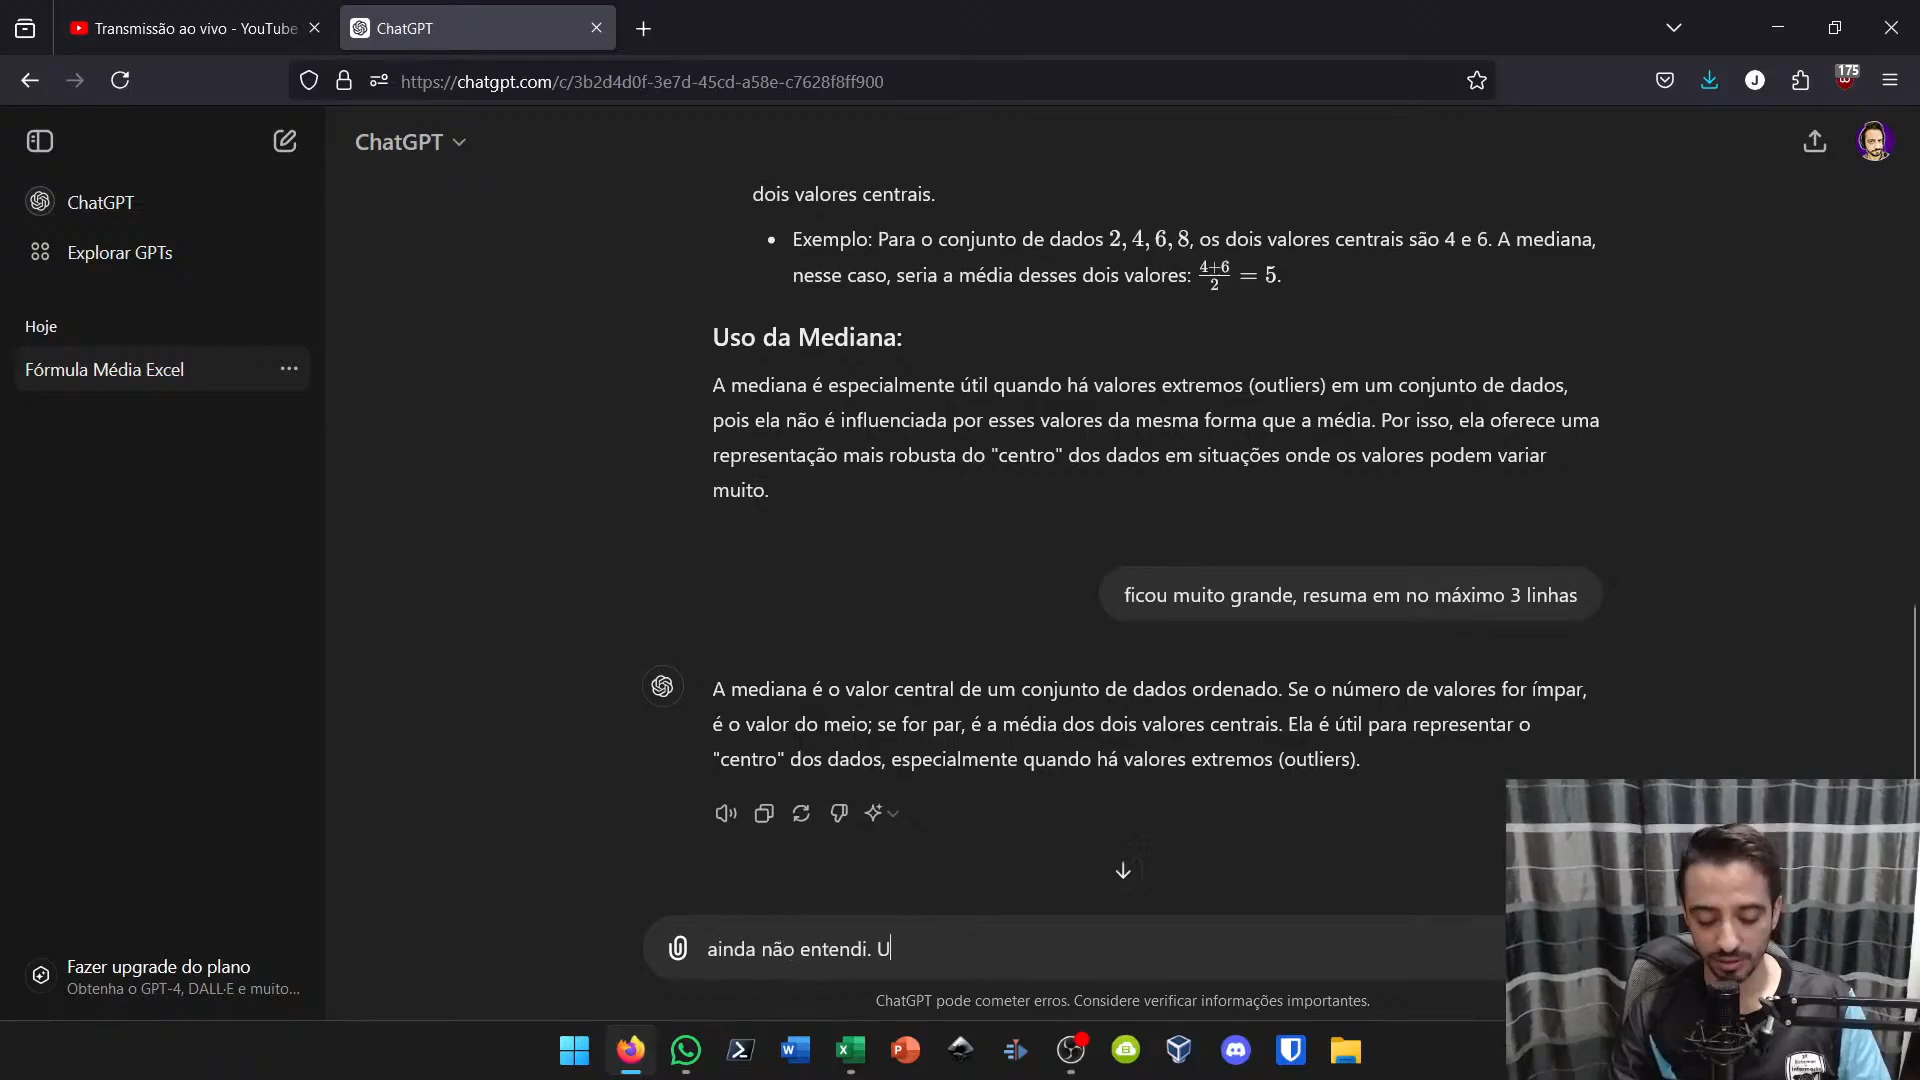 Transmissão ao vivo - YouTube
ChatGPT
https://chatgpt.com/c/3b2d4d0f-3e7d-45cd-a58e-c7628f8ff900
175
J
ChatGPT
ChatGPT
Explorar GPTs
Hoje
Fórmula Média Excel
dois valores centrais.
Exemplo: Para o conjunto de dados 2, 4, 6, 8, os dois valores centrais são 4 e 6. A mediana,
nesse caso, seria a média desses dois valores: \frac{4+6}{2} = 5.
Uso da Mediana:
A mediana é especialmente útil quando há valores extremos (outliers) em um conjunto de dados,
pois ela não é influenciada por esses valores da mesma forma que a média. Por isso, ela oferece uma
representação mais robusta do "centro" dos dados em situações onde os valores podem variar
muito.
ficou muito grande, resuma em no máximo 3 linhas
A mediana é o valor central de um conjunto de dados ordenado. Se o número de valores for ímpar,
é o valor do meio; se for par, é a média dos dois valores centrais. Ela é útil para representar o
"centro" dos dados, especialmente quando há valores extremos (outliers).
ainda não entendi. U
ChatGPT pode cometer erros. Considere verificar informações importantes.
Fazer upgrade do plano
Obtenha o GPT-4, DALL·E e muito...